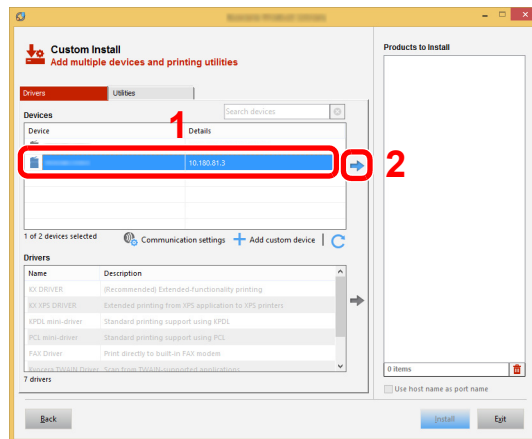 Custom Install
Add multiple devices and printing utilities
Products to Install
Drivers
Utilities
Devices
Search devices
1
Device
Details
10.180.81.3
2
1 of 2 devices selected
Communication settings
Add custom device
Drivers
Name
Description
KX DRIVER
(Recommended) Extended-functionality printing
KX XPS DRIVER
Extended printing from XPS application to XPS printers
KPDL mini-driver
Standard printing support using KPDL
PCL mini-driver
Standard printing support using PCL
FAX Driver
Print directly to built-in FAX modem
Kyocera TWAIN Driver
Scan from TWAIN-supported applications
7 drivers
0 items
Use host name as port name
Back
Install
Exit